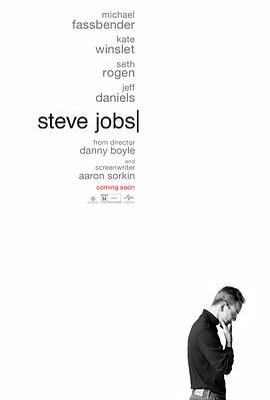 michael
fassbender
kate
winslet
seth
rogen
jeff
daniels
steve jobs
from director
danny boyle
and
screenwriter
aaron sorkin
coming soon
R